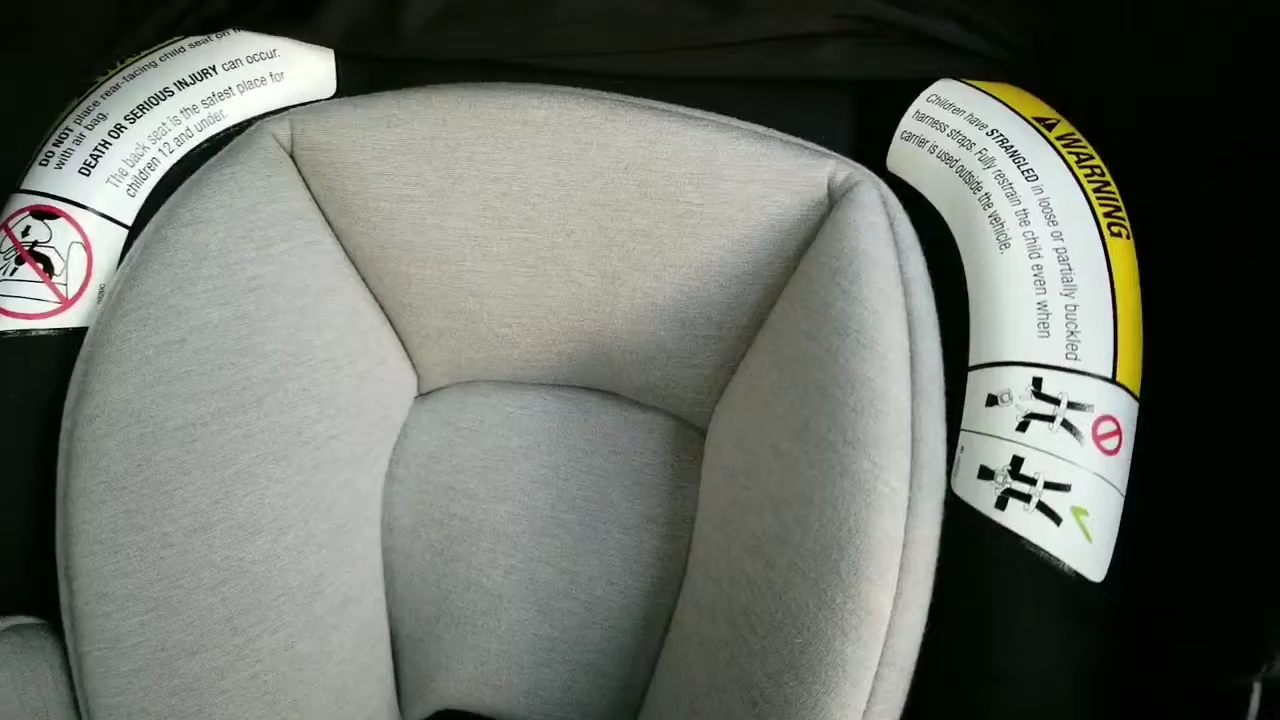 place rear-facing child seat on
DO NOT
with air bag.
DEATH OR SERIOUS INJURY can occur.
The back seat is the safest place for
children 12 and under.
WARNING
Children have STRANGLED in loose or partially buckled
harness straps. Fully restrain the child even when
carrier is used outside the vehicle.